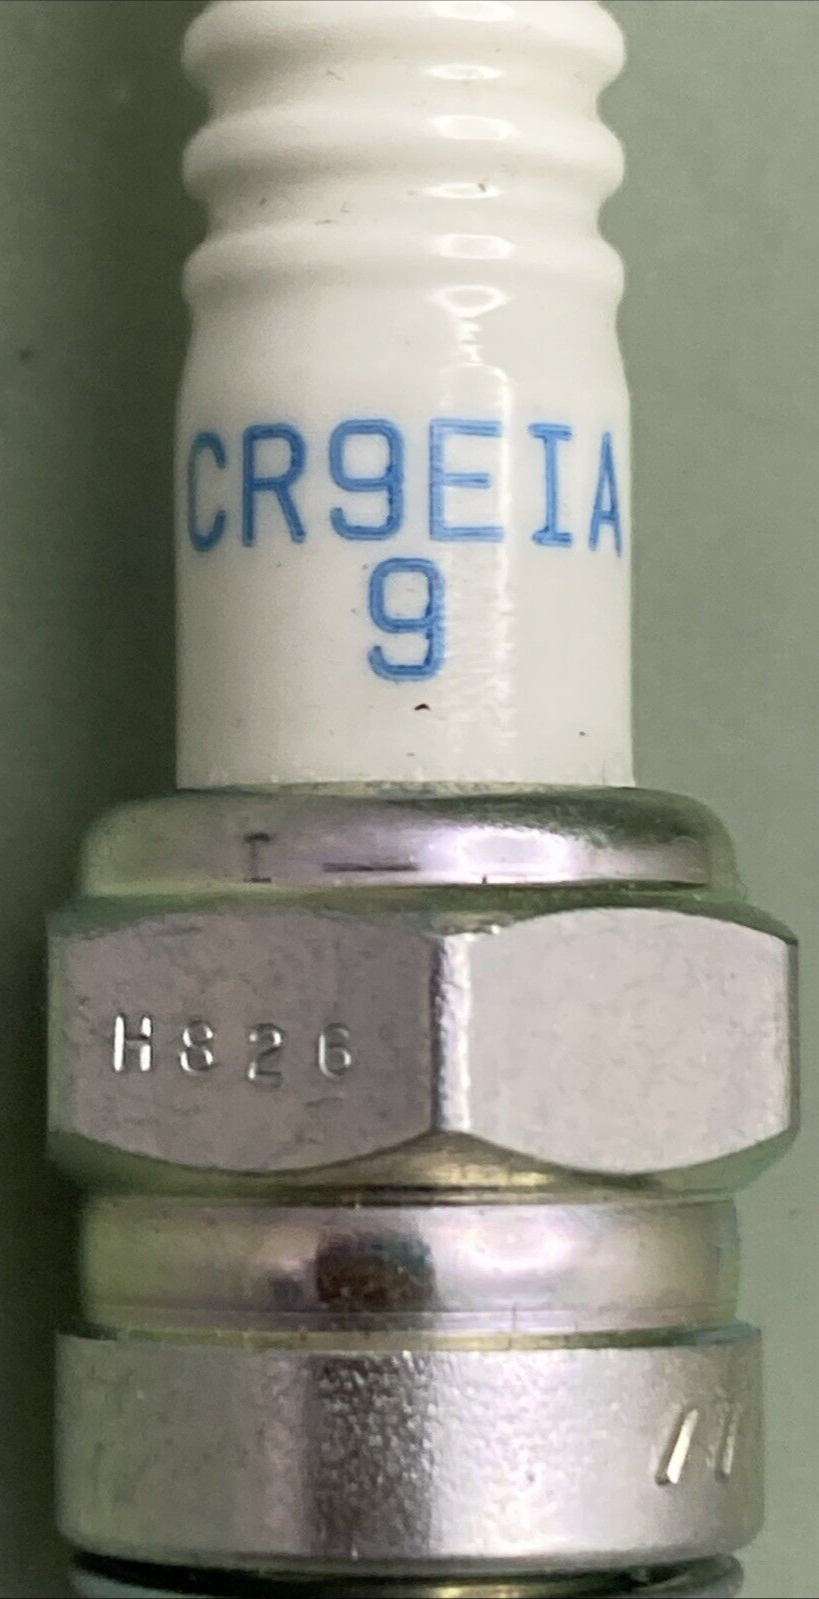 CR9EIA
9
I —
H826